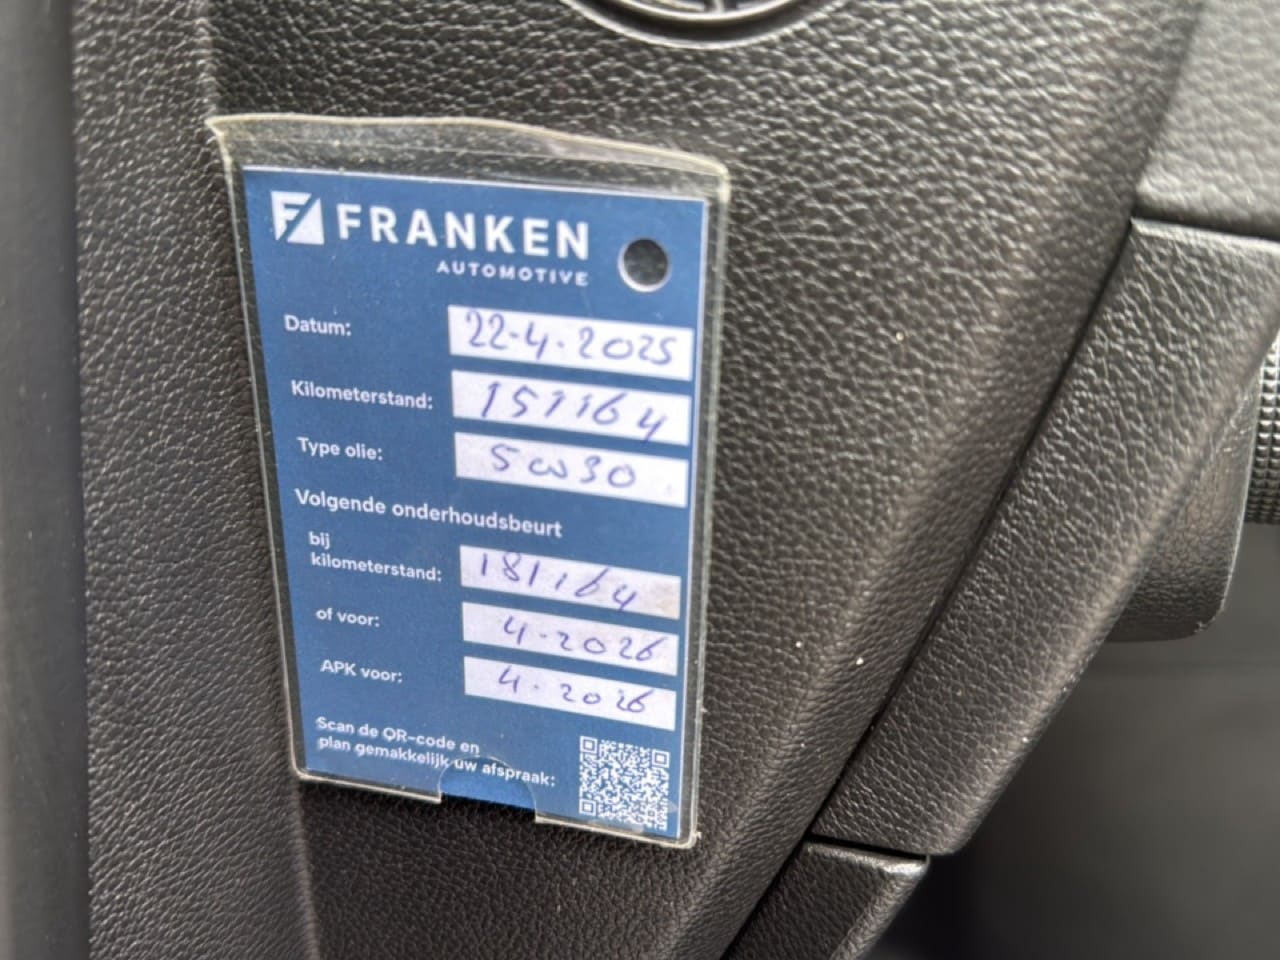 FRANKEN
AUTOMOTIVE
Datum: 22-4-2025
Kilometerstand: 151164
Type olie: 5w30
Volgende onderhoudsbeurt
bij
kilometerstand: 181164
of voor: 4-2026
APK voor: 4-2026
Scan de QR-code en
plan gemakkelijk uw afspraak: